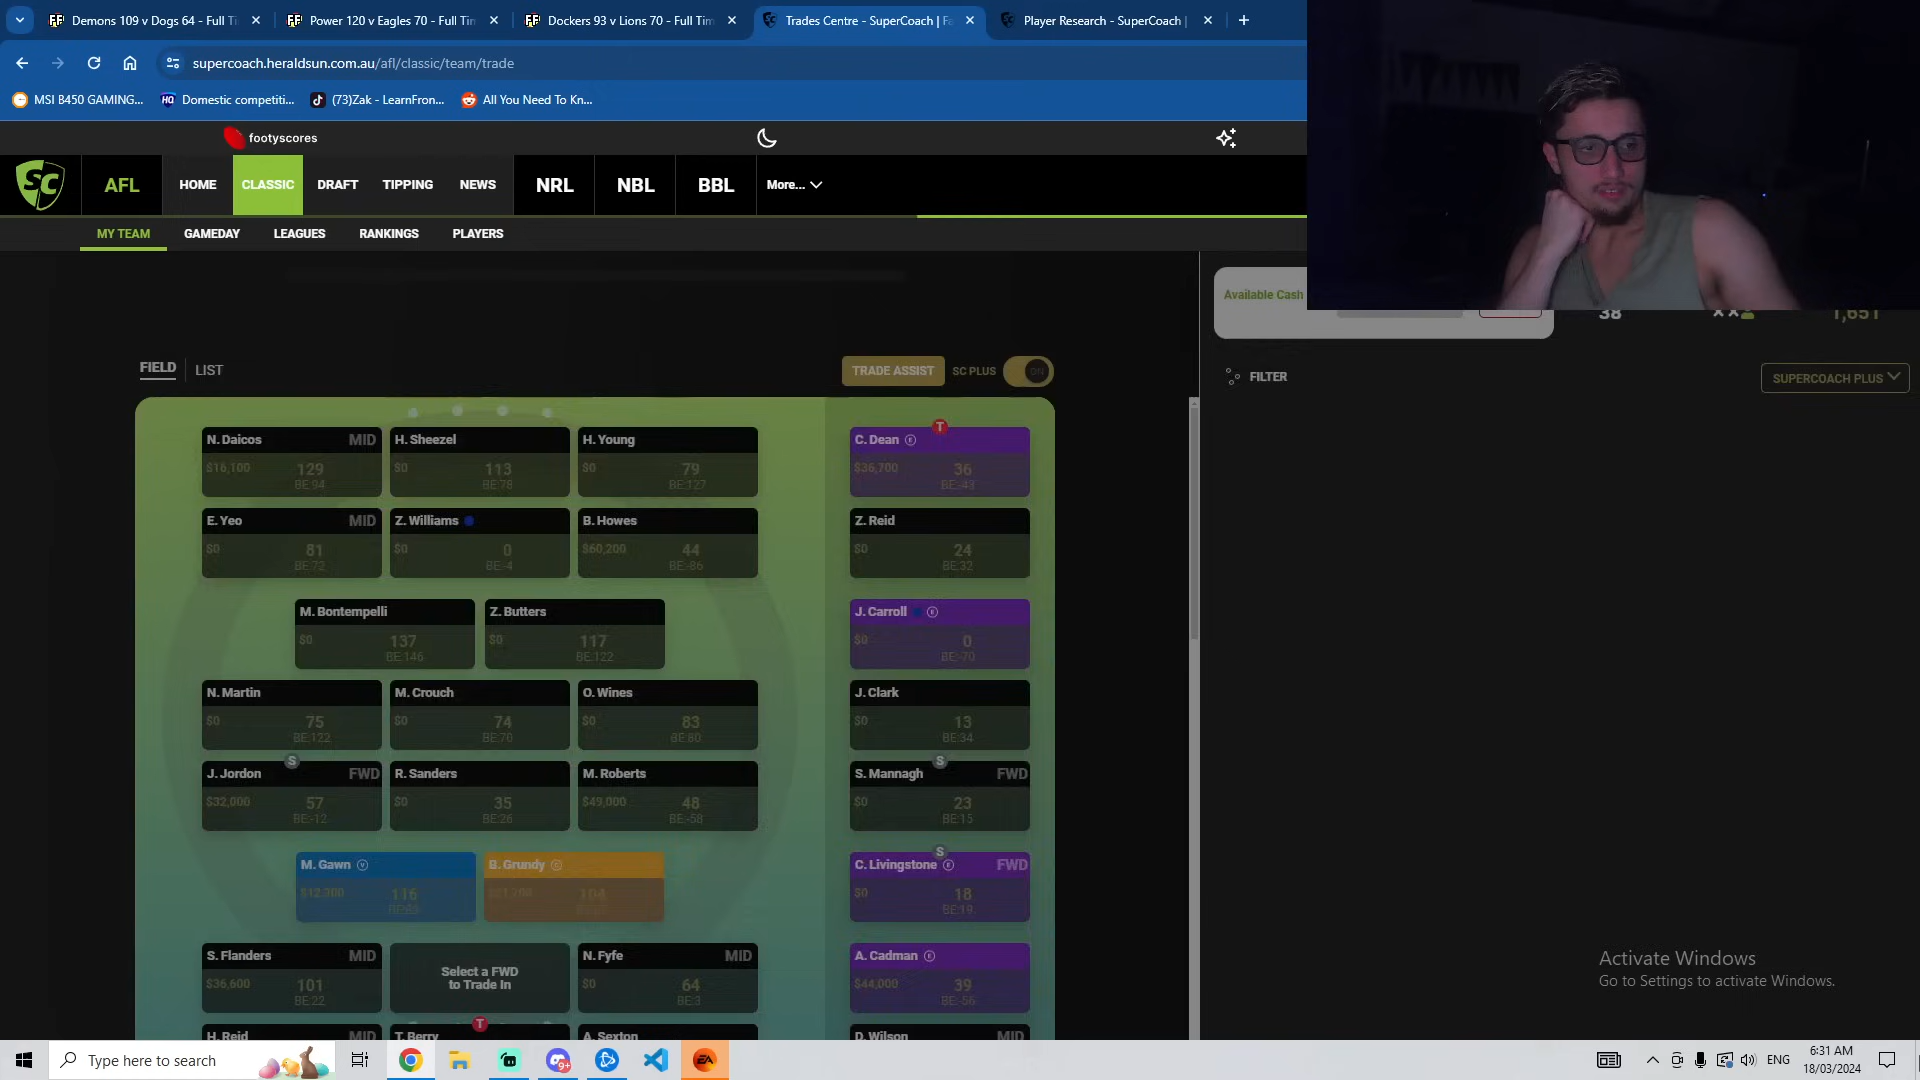 Demons 109 v Dogs 64 - Full Ti
Power 120 v Eagles 70 - Full Tim
Dockers 93 v Lions 70 - Full Tim
Trades Centre - SuperCoach | Fa
Player Research - SuperCoach |
supercoach.heraldsun.com.au/afl/classic/team/trade
MSI B450 GAMING...
HQ
Domestic competiti...
(73)Zak - LearnFron...
All You Need To Kn...
footyscores
SC
AFL
HOME
CLASSIC
DRAFT
TIPPING
NEWS
NRL
NBL
BBL
More...
MY TEAM
GAMEDAY
LEAGUES
RANKINGS
PLAYERS
Available Cash
38
1,651
FIELD
LIST
TRADE ASSIST
SC PLUS
ON
FILTER
SUPERCOACH PLUS
N. Daicos MID
$16,100 129
BE:94
H. Sheezel
$0 113
BE:78
H. Young
$0 79
BE:127
T
C. Dean E
$36,700 36
BE:-43
E. Yeo MID
$0 81
BE:72
Z. Williams
$0 0
BE:-4
B. Howes
$60,200 44
BE:-86
Z. Reid
$0 24
BE:32
M. Bontempelli
$0 137
BE:146
Z. Butters
$0 117
BE:122
J. Carroll E
$0 0
BE:-70
N. Martin
$0 75
BE:122
M. Crouch
$0 74
BE:70
O. Wines
$0 83
BE:80
J. Clark
$0 13
BE:34
S
J. Jordon FWD
$32,000 57
BE:-12
R. Sanders
$0 35
BE:26
M. Roberts
$49,000 48
BE:-58
S
S. Mannagh FWD
$0 23
BE:15
M. Gawn V
$12,300 116
B. Grundy C
104
S
C. Livingstone E FWD
$0 18
BE:19
S. Flanders MID
$36,600 101
BE:22
Select a FWD
to Trade In
N. Fyfe MID
$0 64
BE:3
A. Cadman E
$44,000 39
BE:-56
H. Reid MID
T
T. Berry
A. Sexton
D. Wilson MID
Activate Windows
Go to Settings to activate Windows.
Type here to search
9+
EA
ENG
6:31 AM
18/03/2024